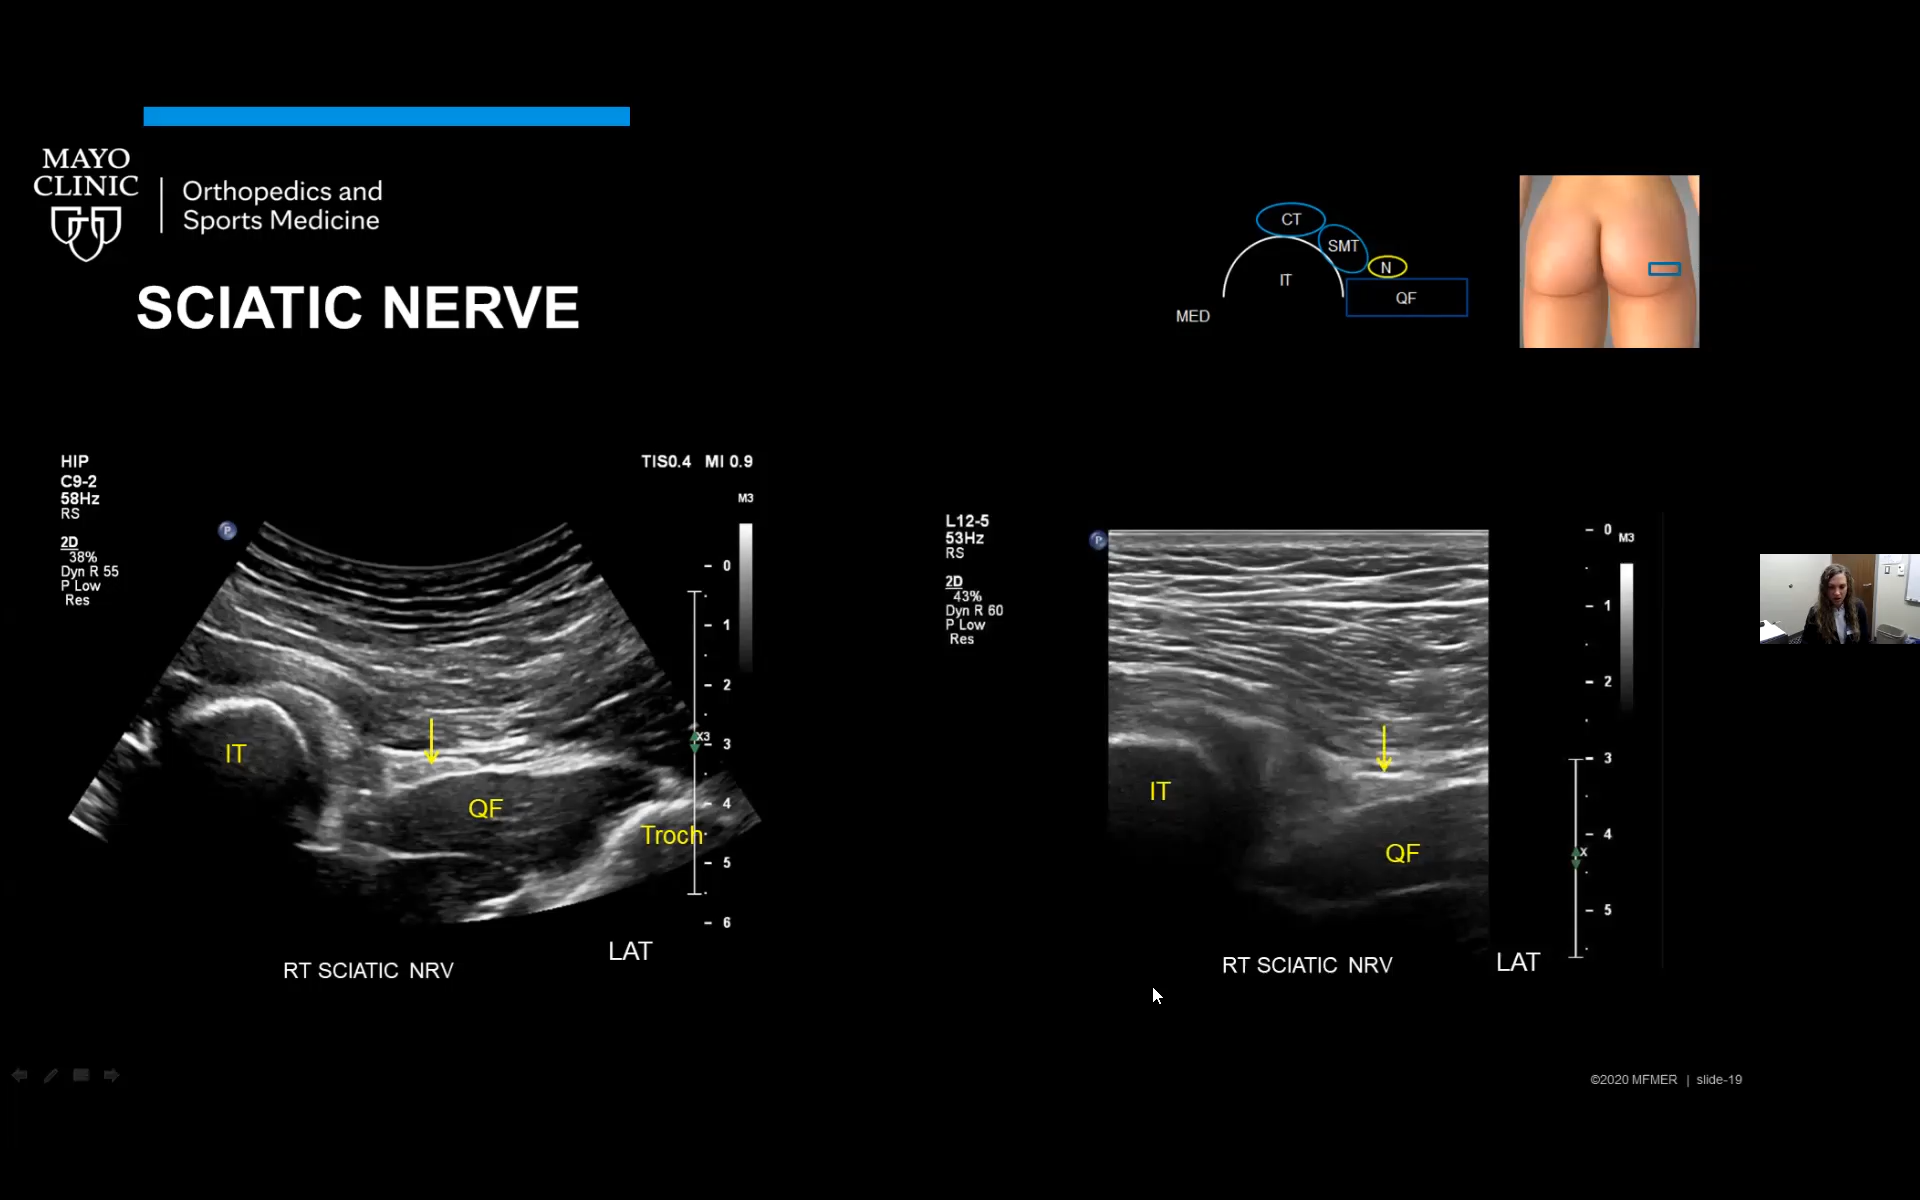 MAYO
CLINIC
Orthopedics and
Sports Medicine
SCIATIC NERVE
CT
SMT
N
IT
QF
MED
HIP
C9-2
58Hz
RS
2D
38%
Dyn R 55
P Low
Res
TIS0.4 MI 0.9
M3
P
0
1
2
X3
3
4
5
6
IT
QF
Troch
LAT
RT SCIATIC NRV
L12-5
53Hz
RS
2D
43%
Dyn R 60
P Low
Res
P
0
M3
1
2
3
4
X
5
IT
QF
RT SCIATIC NRV
LAT
©2020 MFMER | slide-19